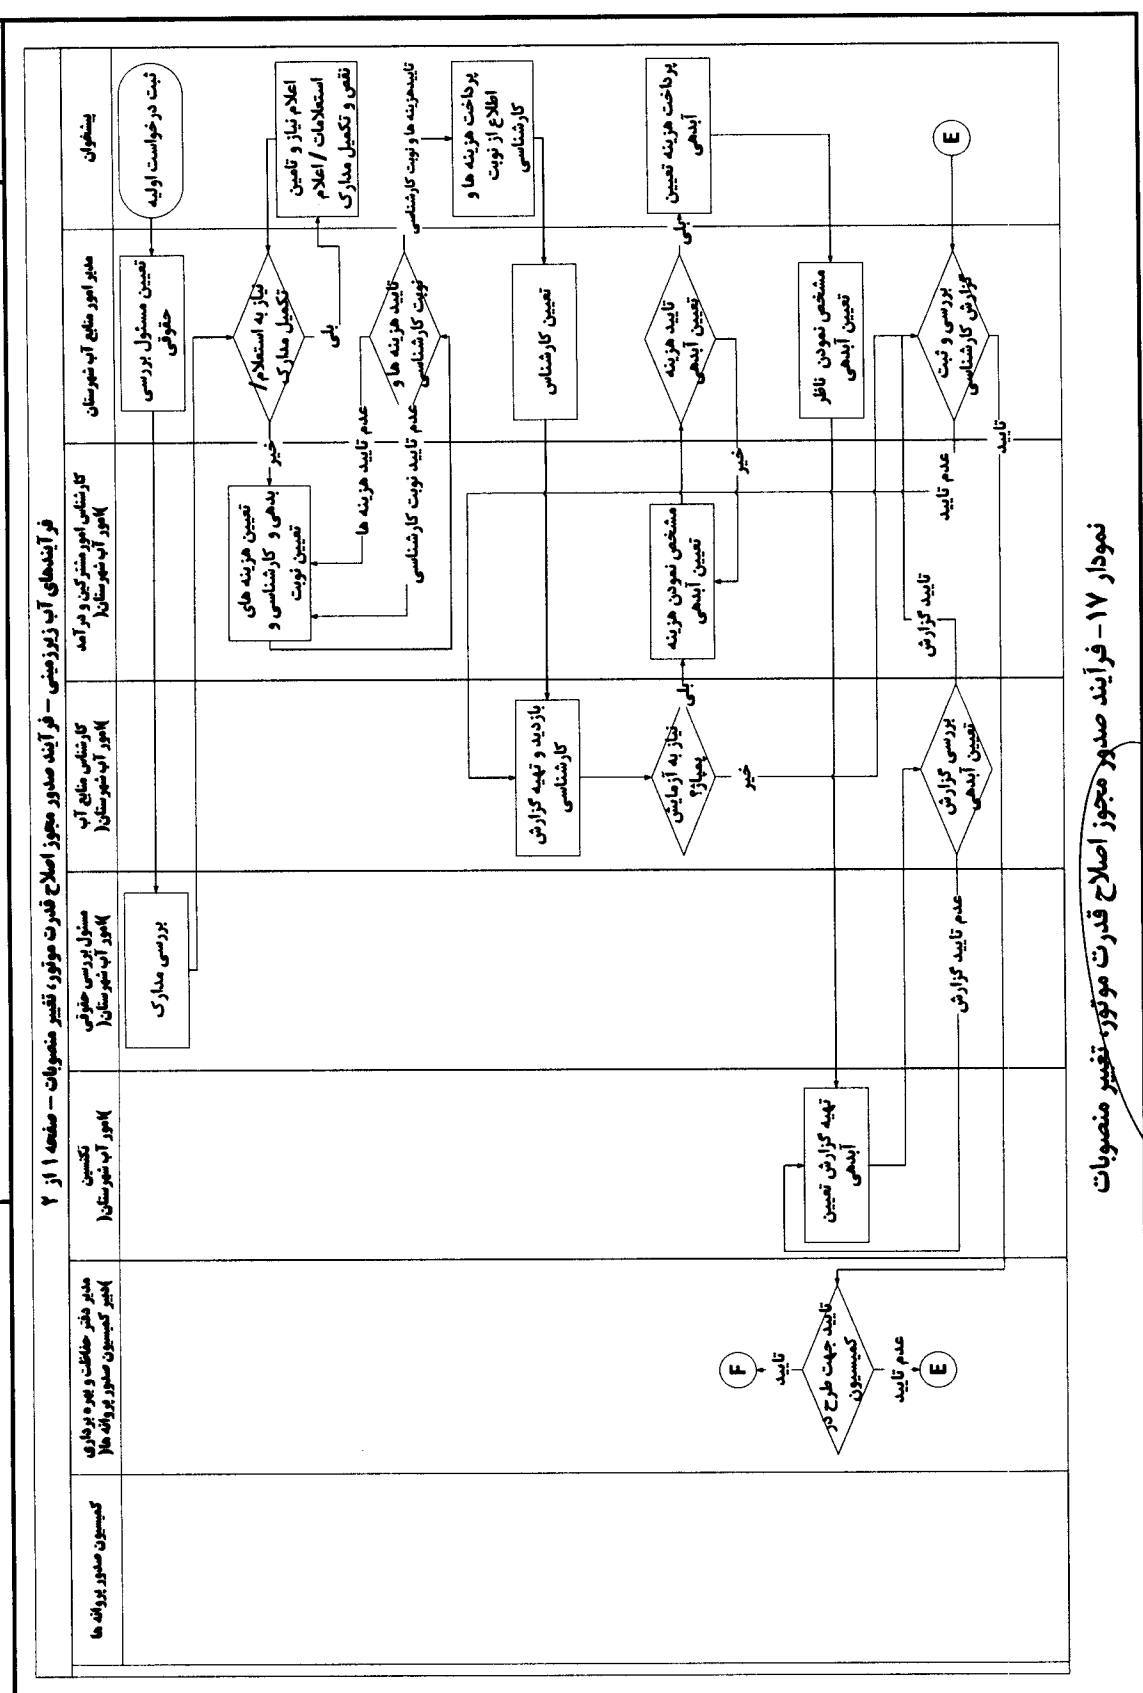 نمودار ۱۷- فرآیند صدور مجوز اصلاح قدرت موتور، تغییر منصوبات
فرآیندهای آب زیرزمینی - فرآیند صدور مجوز اصلاح قدرت موتور، تغییر منصوبات – صفحه ۱ از ۲
پیشخوان
مدیر امور منابع آب شهرستان
کارشناس امور مشترکین و درآمد
)امور آب شهرستان(
کارشناس منابع آب
)امور آب شهرستان(
مسئول بررسی حقوقی
)امور آب شهرستان(
تکنسین
)امور آب شهرستان(
مدیر دفتر حفاظت و بهره برداری
)دبیر کمیسیون صدور پروانه ها(
کمیسیون صدور پروانه ها
ثبت درخواست اولیه
تعیین مسئول بررسی
حقوقی
بررسی مدارک
نیاز به استعلام/
تکمیل مدارک
بلی
خیر
اعلام نیاز و تامین
استعلامات / اعلام
نقص و تکمیل مدارک
تعیین هزینه های
بدهی و کارشناسی و
تعیین نوبت
تایید هزینه ها و
نوبت کارشناسی
عدم تایید هزینه ها
عدم تایید نوبت کارشناسی
تایید هزینه ها و نوبت کارشناسی
پرداخت هزینه ها و
اطلاع از نوبت
کارشناسی
تعیین کارشناس
بازدید و تهیه گزارش
کارشناسی
نیاز به آزمایش
پمپاژ؟
بلی
خیر
مشخص نمودن هزینه
تعیین آبدهی
تایید هزینه
تعیین آبدهی
بلی
خیر
پرداخت هزینه تعیین
آبدهی
مشخص نمودن ناظر
تعیین آبدهی
تهیه گزارش تعیین
آبدهی
بررسی گزارش
تعیین آبدهی
تایید گزارش
عدم تایید گزارش
E
بررسی و ثبت
گزارش کارشناسی
عدم تایید
تایید
تایید جهت طرح در
کمیسیون
تایید
F
عدم تایید
E